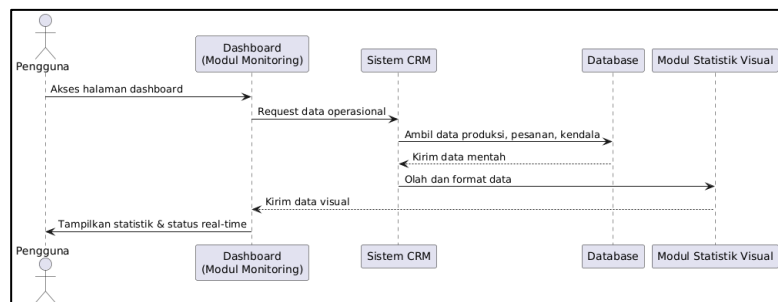 Pengguna
Dashboard
(Modul Monitoring)
Sistem CRM
Database
Modul Statistik Visual
Akses halaman dashboard
Request data operasional
Ambil data produksi, pesanan, kendala
Kirim data mentah
Olah dan format data
Kirim data visual
Tampilkan statistik & status real-time
Pengguna
Dashboard
(Modul Monitoring)
Sistem CRM
Database
Modul Statistik Visual